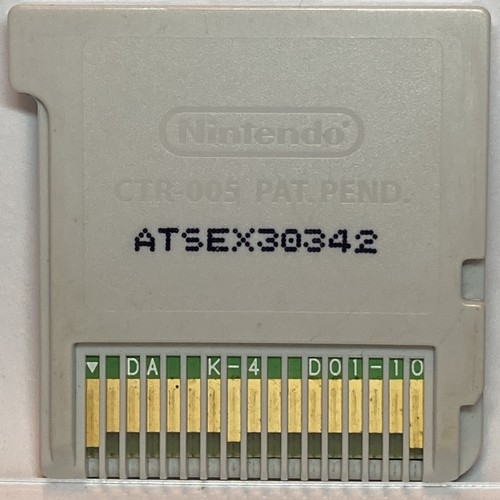 Nintendo
CTR-005 PAT. PEND.
ATSEX30342
DA K-4 D01-10